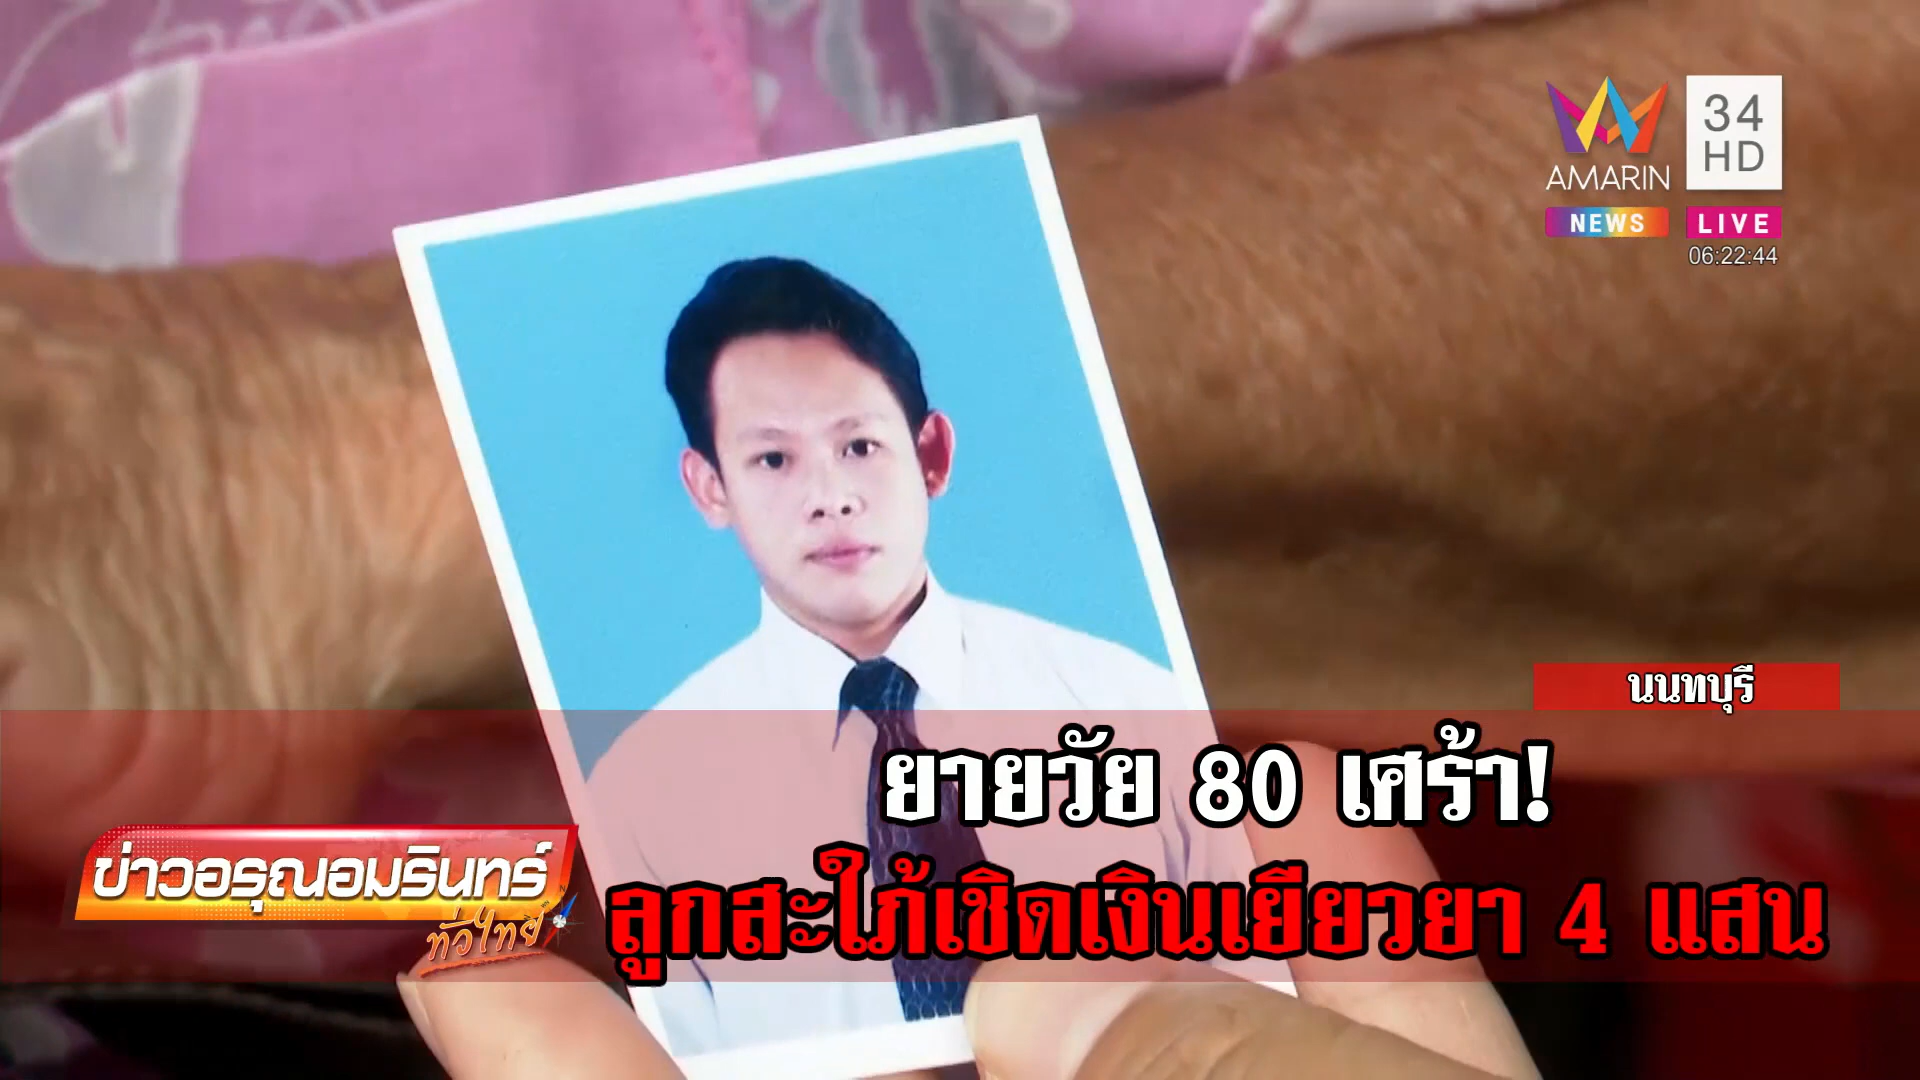 AMARIN
34
HD
NEWS
LIVE
06:22:44
นนทบุรี
ยายวัย 80 เศร้า!
ลูกสะใภ้เชิดเงินเยียวยา 4 แสน
ข่าวอรุณอมรินทร์
ทั่วไทย